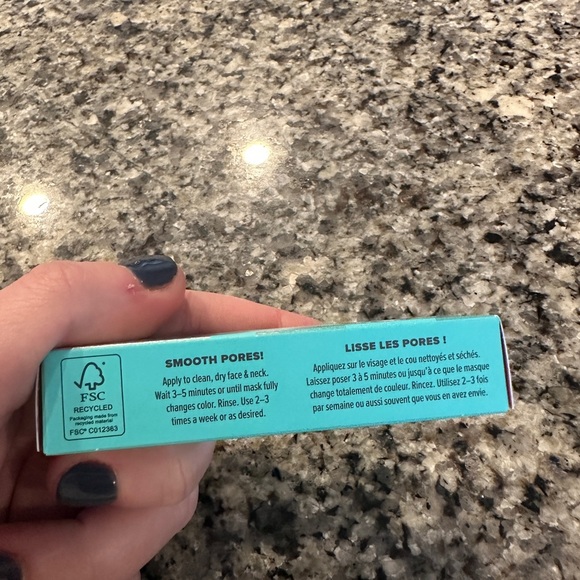 FSC
RECYCLED
Packaging made from
recycled material
FSC® C012363
SMOOTH PORES!
Apply to clean, dry face & neck.
Wait 3–5 minutes or until mask fully
changes color. Rinse. Use 2–3
times a week or as desired.
LISSE LES PORES !
Appliquez sur le visage et le cou nettoyés et séchés.
Laissez poser 3 à 5 minutes ou jusqu'à ce que le masque
change totalement de couleur. Rincez. Utilisez 2–3 fois
par semaine ou aussi souvent que vous en avez envie.